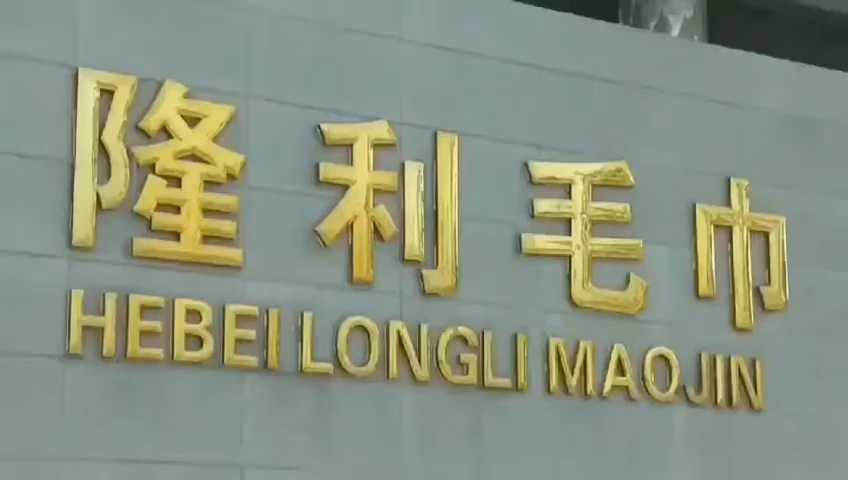 隆利毛巾
HEBEI LONGLI MAOJIN